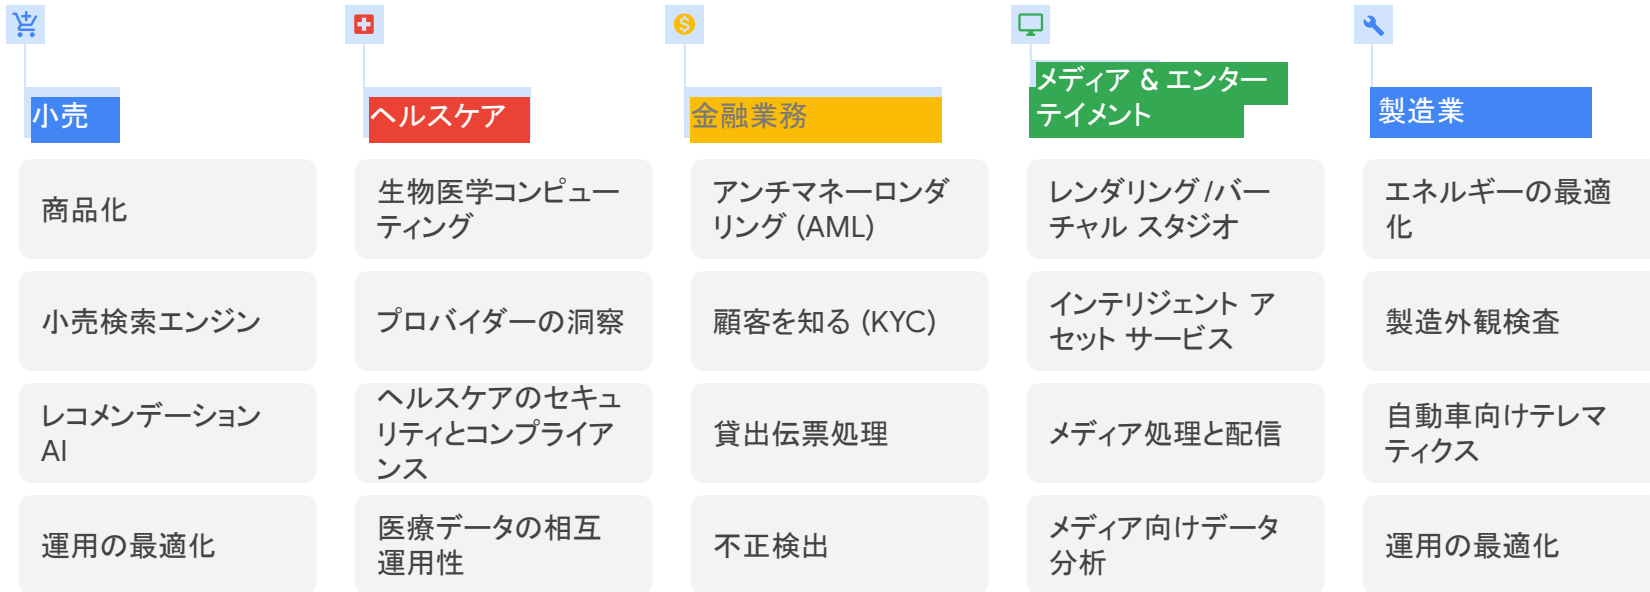 小売
商品化
小売検索エンジン
レコメンデーション
AI
運用の最適化
ヘルスケア
生物医学コンピュー
ティング
プロバイダーの洞察
ヘルスケアのセキュ
リティとコンプライア
ンス
医療データの相互
運用性
金融業務
アンチマネーロンダ
リング (AML)
顧客を知る (KYC)
貸出伝票処理
不正検出
メディア & エンター
テイメント
レンダリング/バー
チャル スタジオ
インテリジェント ア
セット サービス
メディア処理と配信
メディア向けデータ
分析
製造業
エネルギーの最適
化
製造外観検査
自動車向けテレマ
ティクス
運用の最適化